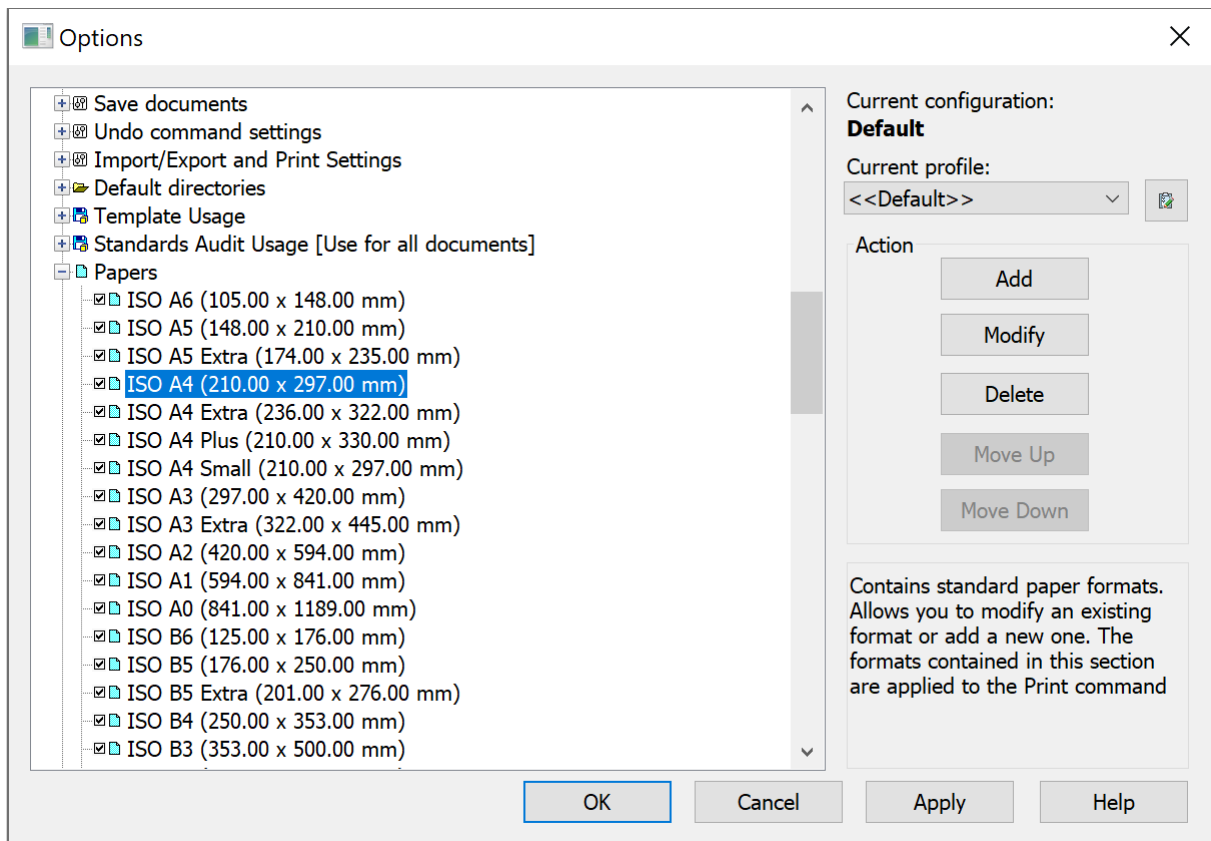 Options
Save documents
Undo command settings
Import/Export and Print Settings
Default directories
Template Usage
Standards Audit Usage [Use for all documents]
Papers
ISO A6 (105.00 x 148.00 mm)
ISO A5 (148.00 x 210.00 mm)
ISO A5 Extra (174.00 x 235.00 mm)
ISO A4 (210.00 x 297.00 mm)
ISO A4 Extra (236.00 x 322.00 mm)
ISO A4 Plus (210.00 x 330.00 mm)
ISO A4 Small (210.00 x 297.00 mm)
ISO A3 (297.00 x 420.00 mm)
ISO A3 Extra (322.00 x 445.00 mm)
ISO A2 (420.00 x 594.00 mm)
ISO A1 (594.00 x 841.00 mm)
ISO A0 (841.00 x 1189.00 mm)
ISO B6 (125.00 x 176.00 mm)
ISO B5 (176.00 x 250.00 mm)
ISO B5 Extra (201.00 x 276.00 mm)
ISO B4 (250.00 x 353.00 mm)
ISO B3 (353.00 x 500.00 mm)
Current configuration:
Default
Current profile:
<<Default>>
Action
Add
Modify
Delete
Move Up
Move Down
Contains standard paper formats.
Allows you to modify an existing
format or add a new one. The
formats contained in this section
are applied to the Print command
OK
Cancel
Apply
Help